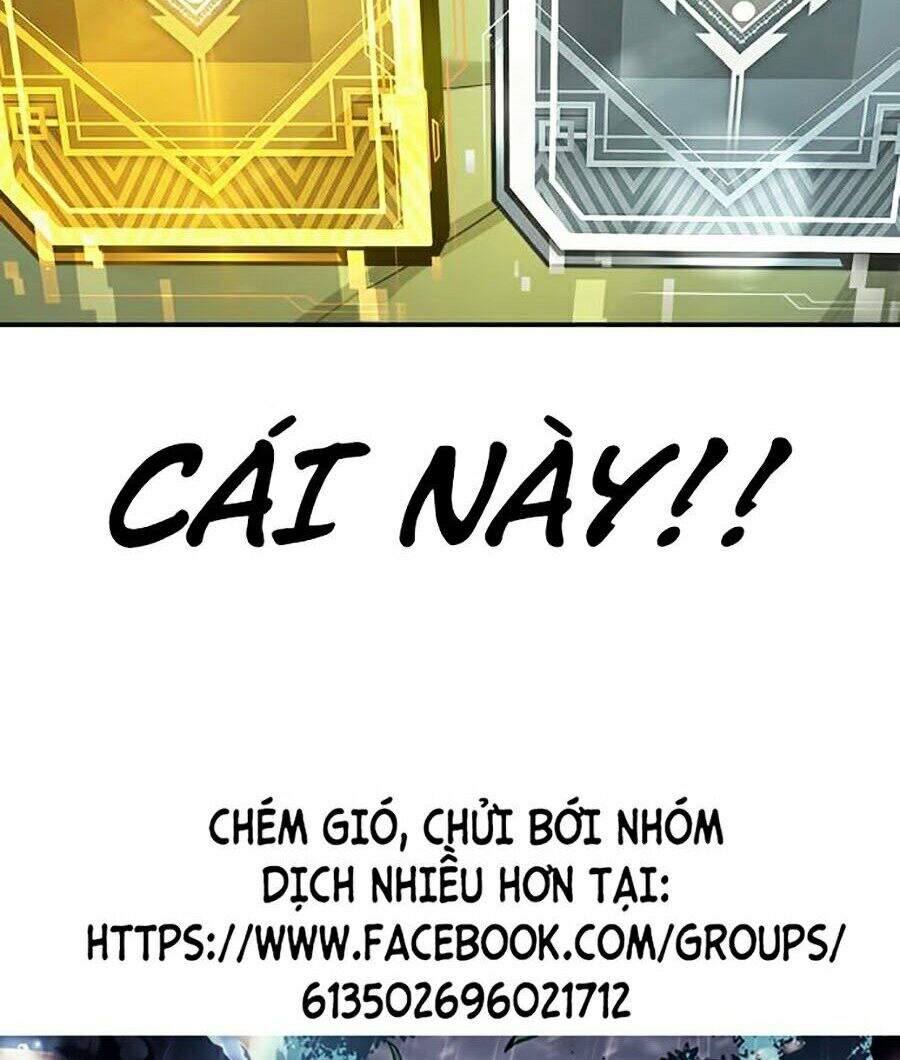 CÁI NÀY!!
CHÉM GIÓ, CHỬI BỚI NHÓM
DỊCH NHIỀU HƠN TẠI:
HTTPS://WWW.FACEBOOK.COM/GROUPS/
613502696021712